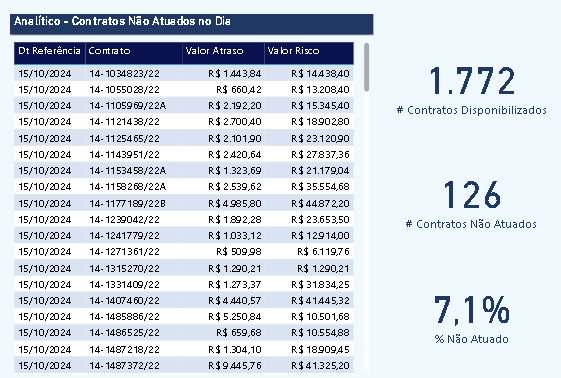 Analítico - Contratos Não Atuados no Dia
Dt Referência Contrato Valor Atraso Valor Risco
15/10/2024 14-1034823/22 R$ 1.443,84 R$ 14.438,40
15/10/2024 14-1055028/22 R$ 660,42 R$ 13.208,40
15/10/2024 14-1105969/22A R$ 2.192,20 R$ 15.345,40
15/10/2024 14-1121438/22 R$ 2.700,40 R$ 18.902,80
15/10/2024 14-1125465/22 R$ 2.101,90 R$ 23.120,90
15/10/2024 14-1143951/22 R$ 2.420,64 R$ 27.837,36
15/10/2024 14-1153458/22A R$ 1.323,69 R$ 21.179,04
15/10/2024 14-1158268/22A R$ 2.539,62 R$ 35.554,68
15/10/2024 14-1177189/22B R$ 4.985,80 R$ 44.872,20
15/10/2024 14-1239042/22 R$ 1.892,28 R$ 23.653,50
15/10/2024 14-1241779/22 R$ 1.033,12 R$ 12.914,00
15/10/2024 14-1271361/22 R$ 509,98 R$ 6.119,76
15/10/2024 14-1315270/22 R$ 1.290,21 R$ 1.290,21
15/10/2024 14-1331409/22 R$ 1.273,37 R$ 31.834,25
15/10/2024 14-1407460/22 R$ 4.440,57 R$ 41.445,32
15/10/2024 14-1485886/22 R$ 5.250,84 R$ 10.501,68
15/10/2024 14-1486525/22 R$ 659,68 R$ 10.554,88
15/10/2024 14-1487218/22 R$ 1.304,10 R$ 18.909,45
15/10/2024 14-1487372/22 R$ 9.445,76 R$ 41.325,20
1.772
# Contratos Disponibilizados
126
# Contratos Não Atuados
7,1%
% Não Atuado